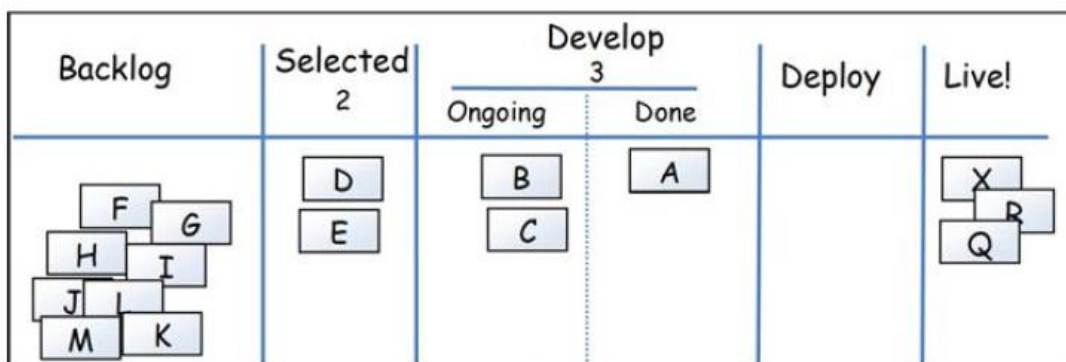 Backlog
Selected
2
Develop
3
Ongoing
Done
Deploy
Live!
F
G
H
I
J
L
M
K
D
E
B
C
A
X
R
Q